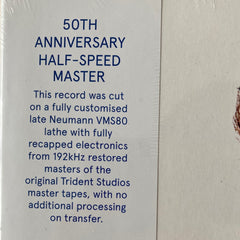 50TH
ANNIVERSARY
HALF-SPEED
MASTER
This record was cut
on a fully customised
late Neumann VMS80
lathe with fully
recapped electronics
from 192kHz restored
masters of the
original Trident Studios
master tapes, with no
additional processing
on transfer.